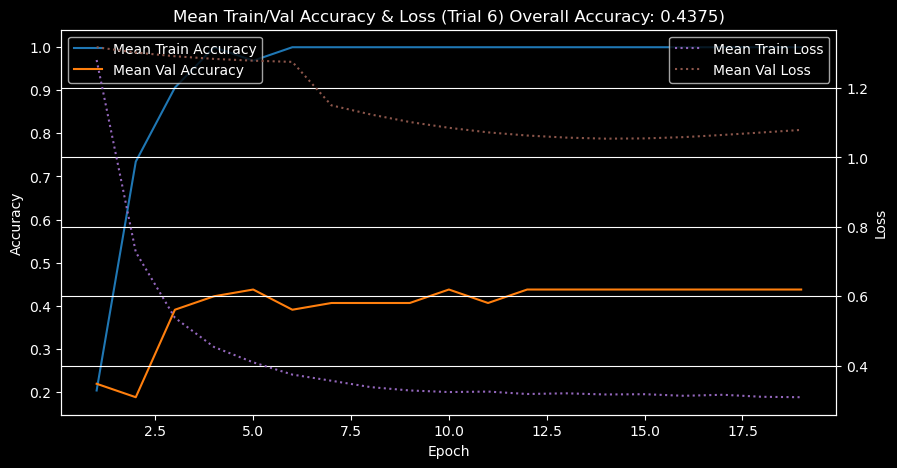 Mean Train/Val Accuracy & Loss (Trial 6) Overall Accuracy: 0.4375)
Mean Train Accuracy
Mean Val Accuracy
Mean Train Loss
Mean Val Loss
1.0
0.9
0.8
0.7
0.6
0.5
0.4
0.3
0.2
Accuracy
1.2
1.0
0.8
0.6
0.4
Loss
2.5 5.0 7.5 10.0 12.5 15.0 17.5
Epoch